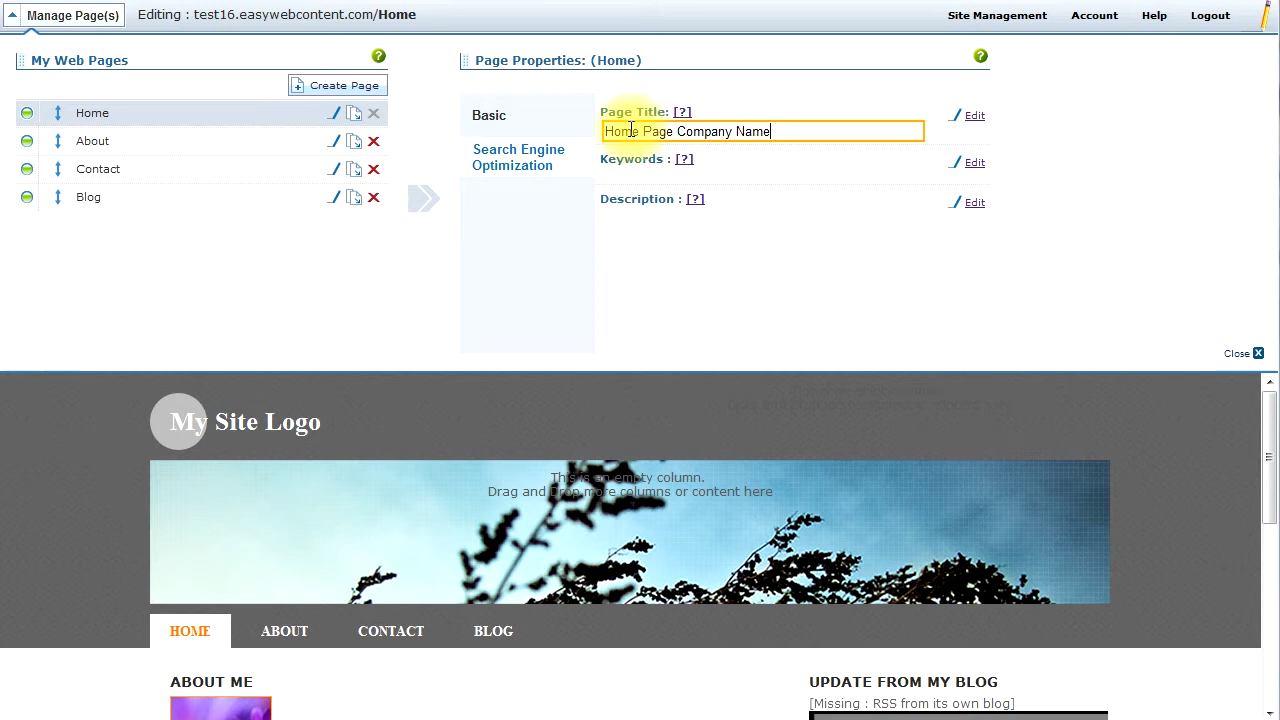 Manage Page(s)
Editing : test16.easywebcontent.com/Home
Site Management
Account
Help
Logout
My Web Pages
?
Create Page
Home
About
Contact
Blog
Page Properties: (Home)
?
Basic
Search Engine
Optimization
Page Title: [?]
Edit
Home Page Company Name
Keywords : [?]
Edit
Description : [?]
Edit
Close X
My Site Logo
This is an empty column.
Drag and Drop more columns or content here
HOME
ABOUT
CONTACT
BLOG
ABOUT ME
UPDATE FROM MY BLOG
[Missing : RSS from its own blog]